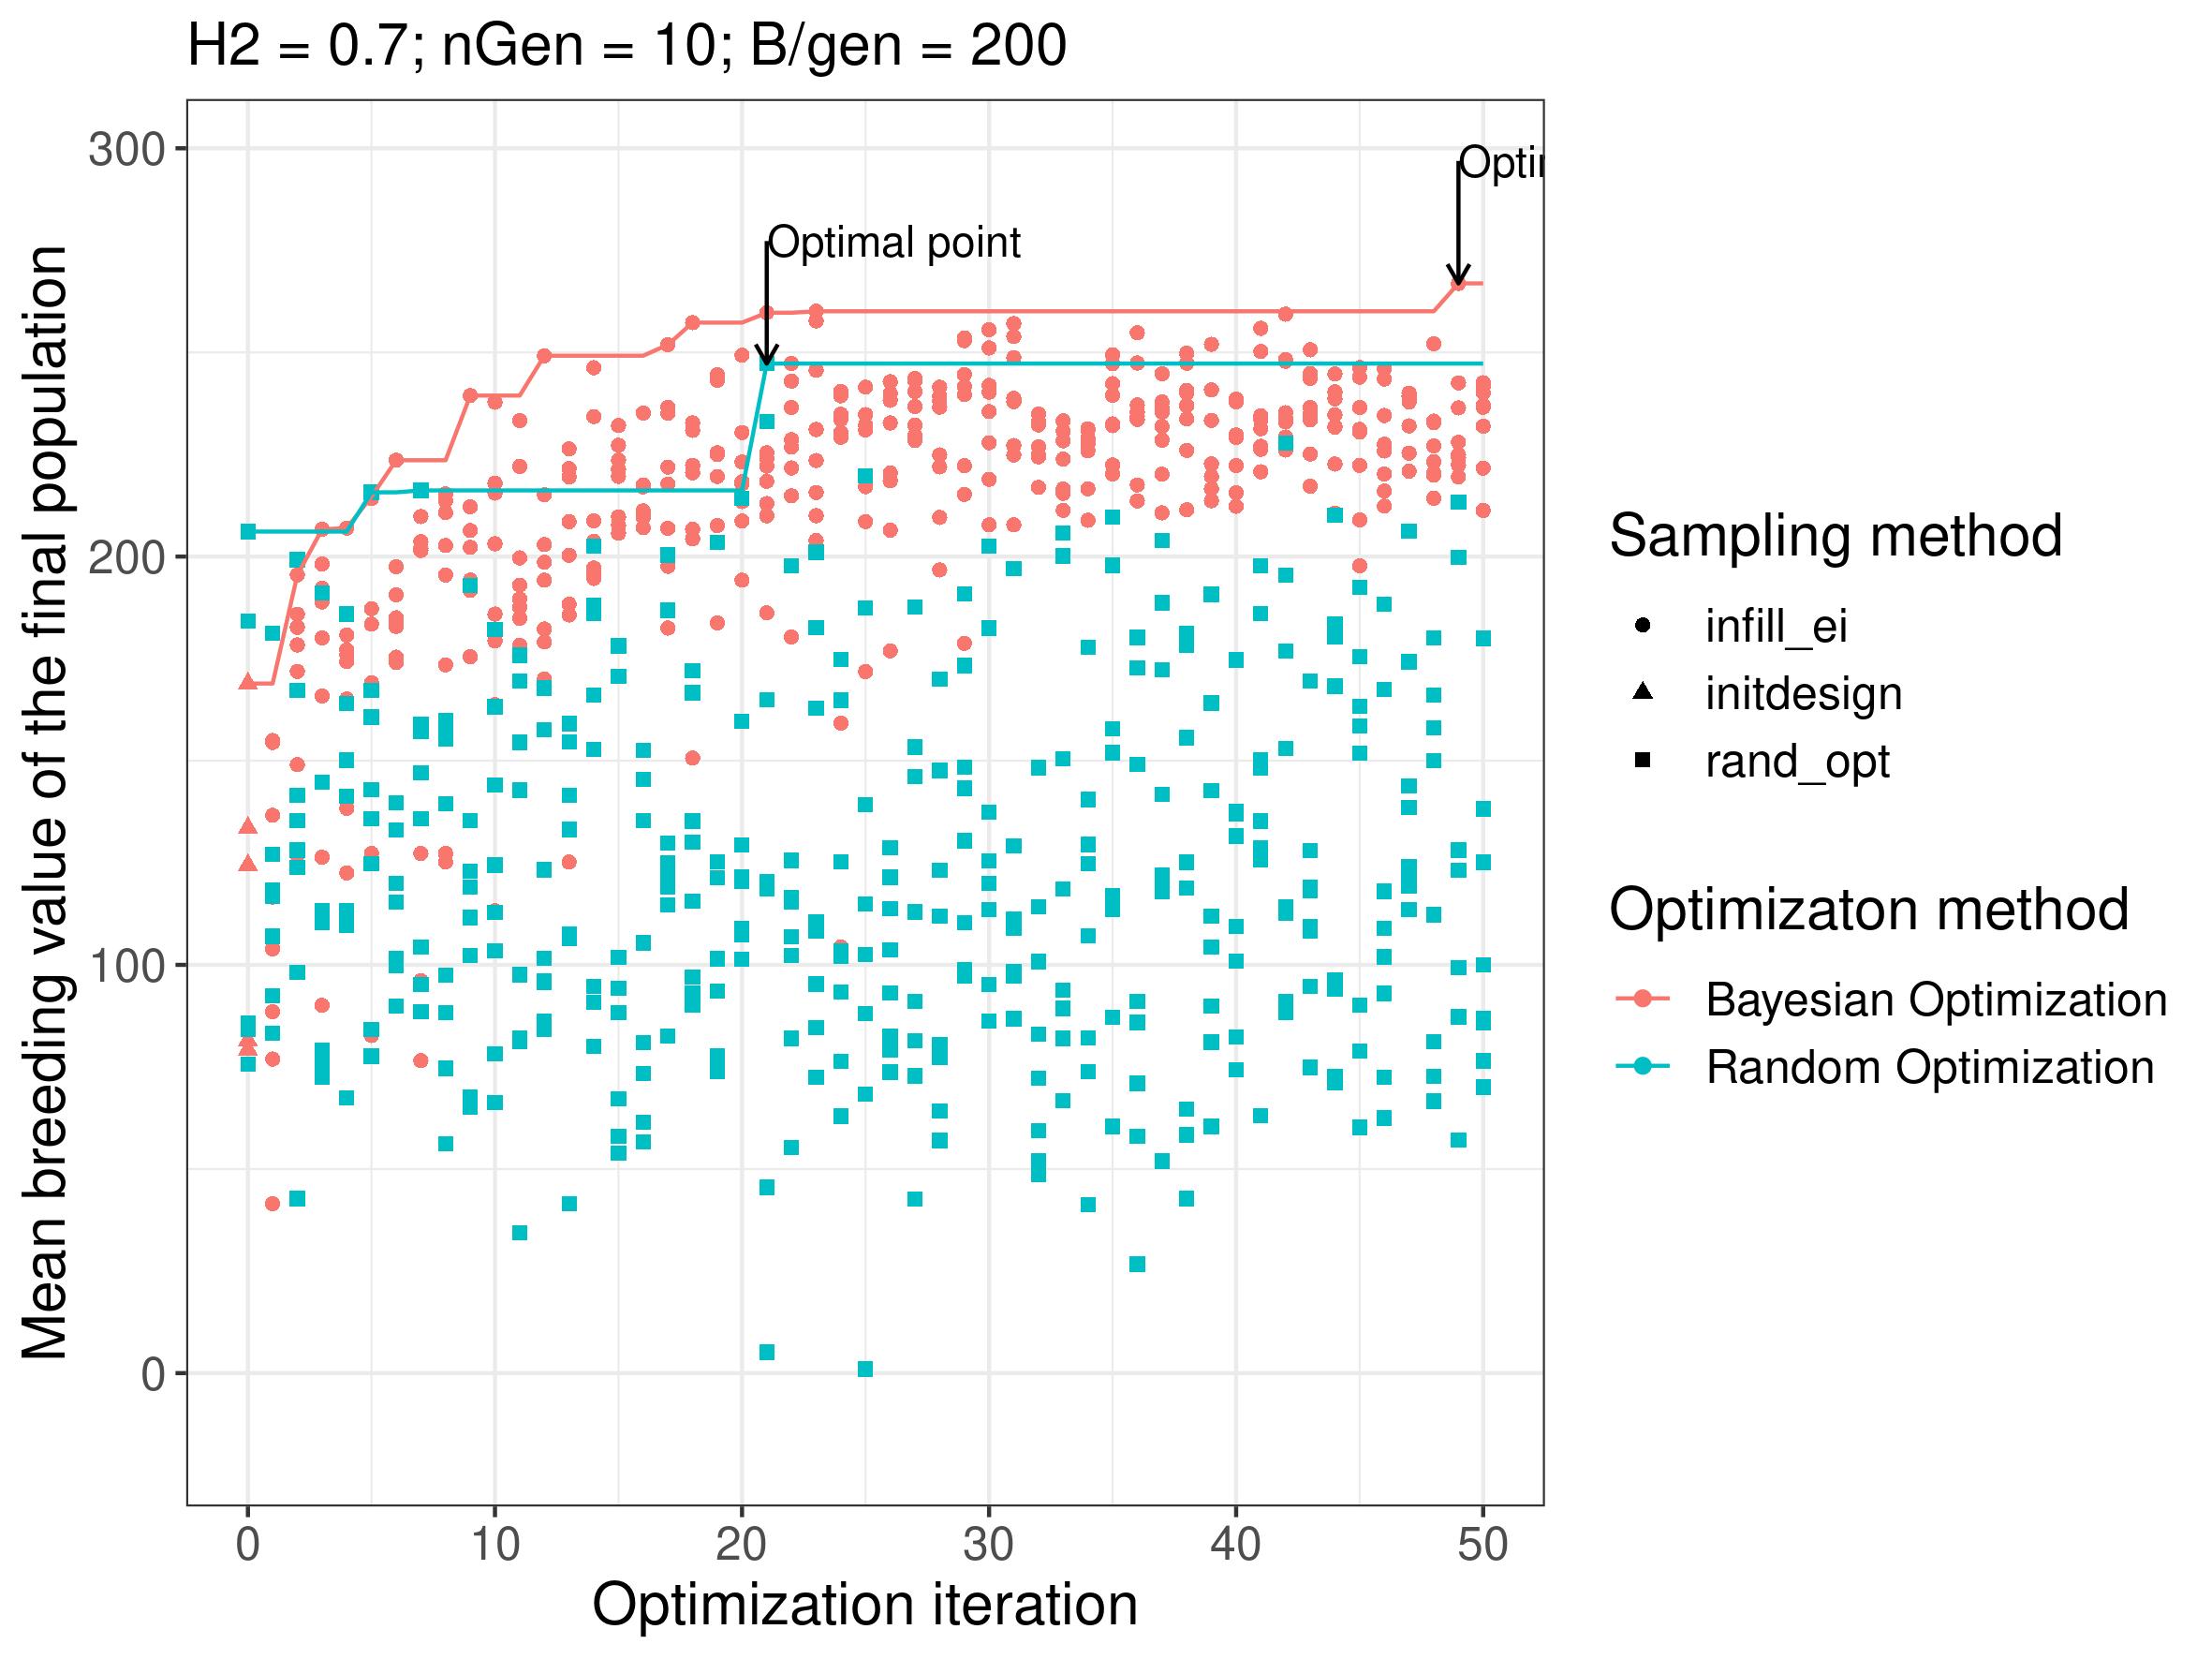 H2 = 0.7; nGen = 10; B/gen = 200
Mean breeding value of the final population
300
200
100
0
Optimal point
Optir
0
10
20
30
40
50
Optimization iteration
Sampling method
infill_ei
initdesign
rand_opt
Optimizaton method
Bayesian Optimization
Random Optimization